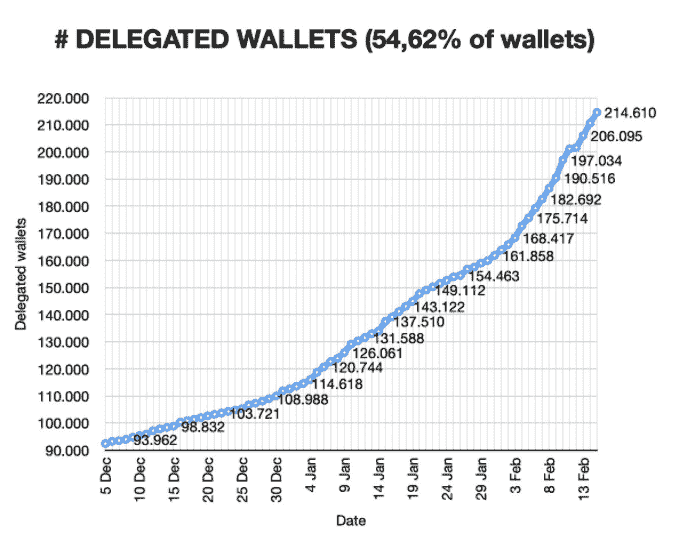 # DELEGATED WALLETS (54,62% of wallets)
220.000
210.000
200.000
190.000
180.000
170.000
160.000
150.000
140.000
130.000
120.000
110.000
100.000
90.000
Delegated wallets
214.610
206.095
197.034
190.516
182.692
175.714
168.417
161.858
154.463
149.112
143.122
137.510
131.588
126.061
120.744
114.618
108.988
103.721
98.832
93.962
5 Dec
10 Dec
15 Dec
20 Dec
25 Dec
30 Dec
4 Jan
9 Jan
14 Jan
19 Jan
24 Jan
29 Jan
3 Feb
8 Feb
13 Feb
Date